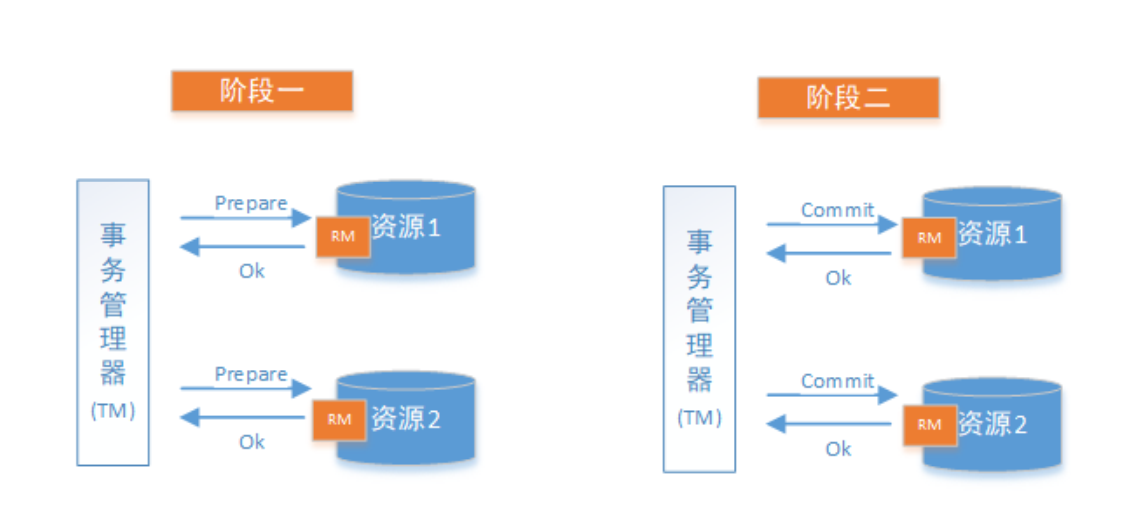 阶段一
事务管理器
(TM)
Prepare
Ok
RM
资源1
Prepare
Ok
RM
资源2
阶段二
事务管理器
(TM)
Commit
Ok
RM
资源1
Commit
Ok
RM
资源2